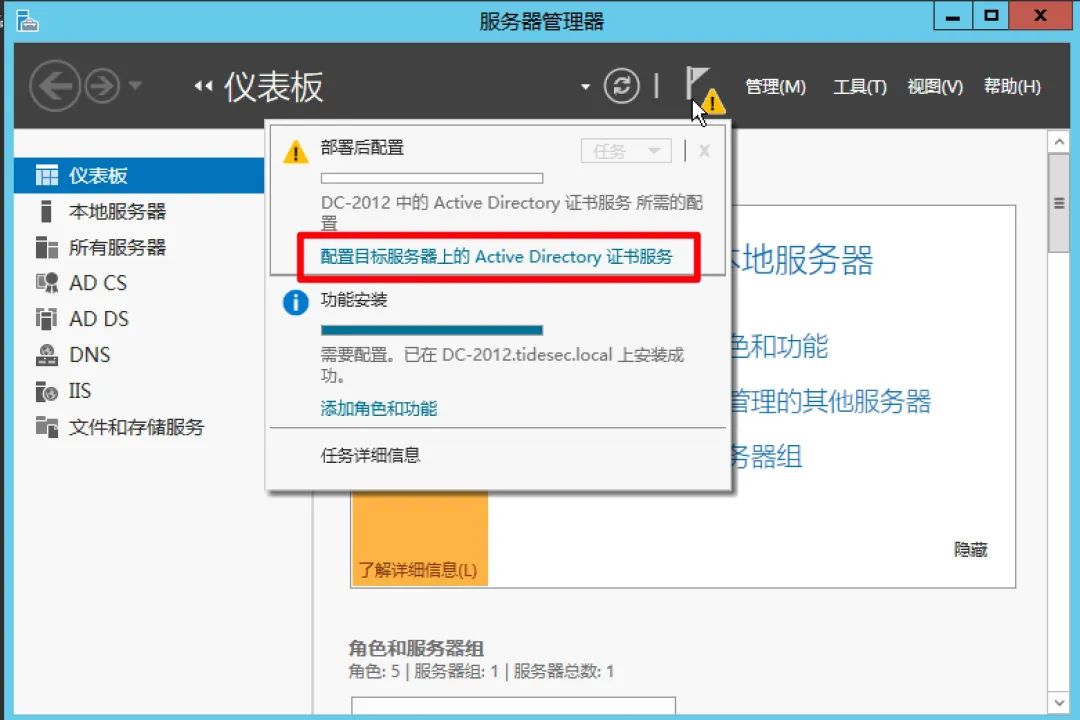 服务器管理器
仪表板
管理(M) 工具(T) 视图(V) 帮助(H)
仪表板
本地服务器
所有服务器
AD CS
AD DS
DNS
IIS
文件和存储服务
部署后配置
任务
DC-2012 中的 Active Directory 证书服务 所需的配
置
配置目标服务器上的 Active Directory 证书服务
功能安装
需要配置。已在 DC-2012.tidesec.local 上安装成
功。
添加角色和功能
任务详细信息
本地服务器
色和功能
管理的其他服务器
务器组
了解详细信息(L)
隐藏
角色和服务器组
角色: 5 | 服务器组: 1 | 服务器总数: 1